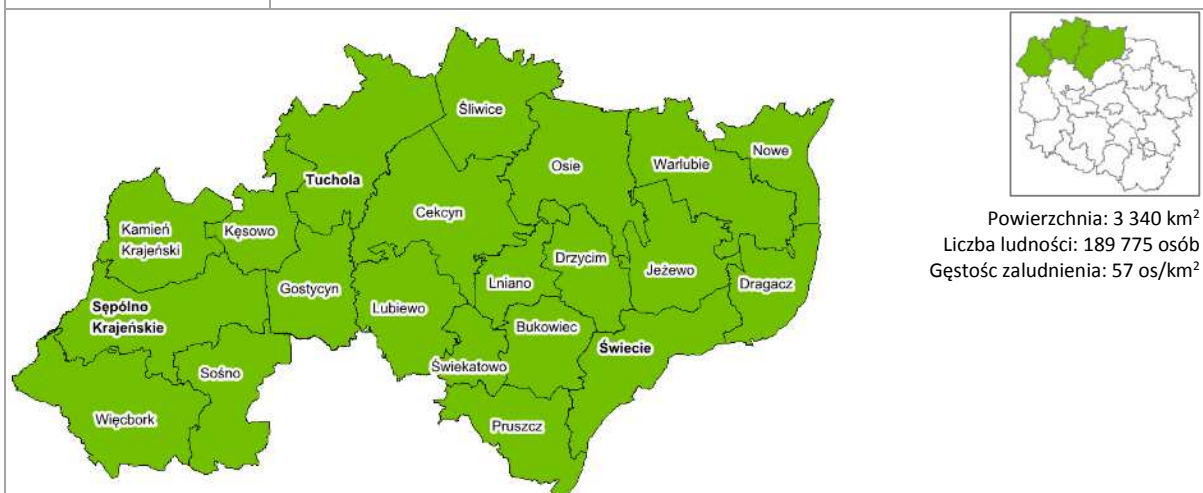 Śliwice
Nowe
Osie
Warlubie
Tuchola
Cekcyn
Kamień
Krajeński
Kęsowo
Drzycim
Jeżewo
Lniano
Dragacz
Gostycyn
Lubiewo
Sępólno
Krajeńskie
Bukowiec
Świecie
Świekatowo
Sośno
Więcbork
Pruszcz
Powierzchnia: 3 340 km²
Liczba ludności: 189 775 osób
Gęstośc zaludnienia: 57 os/km²